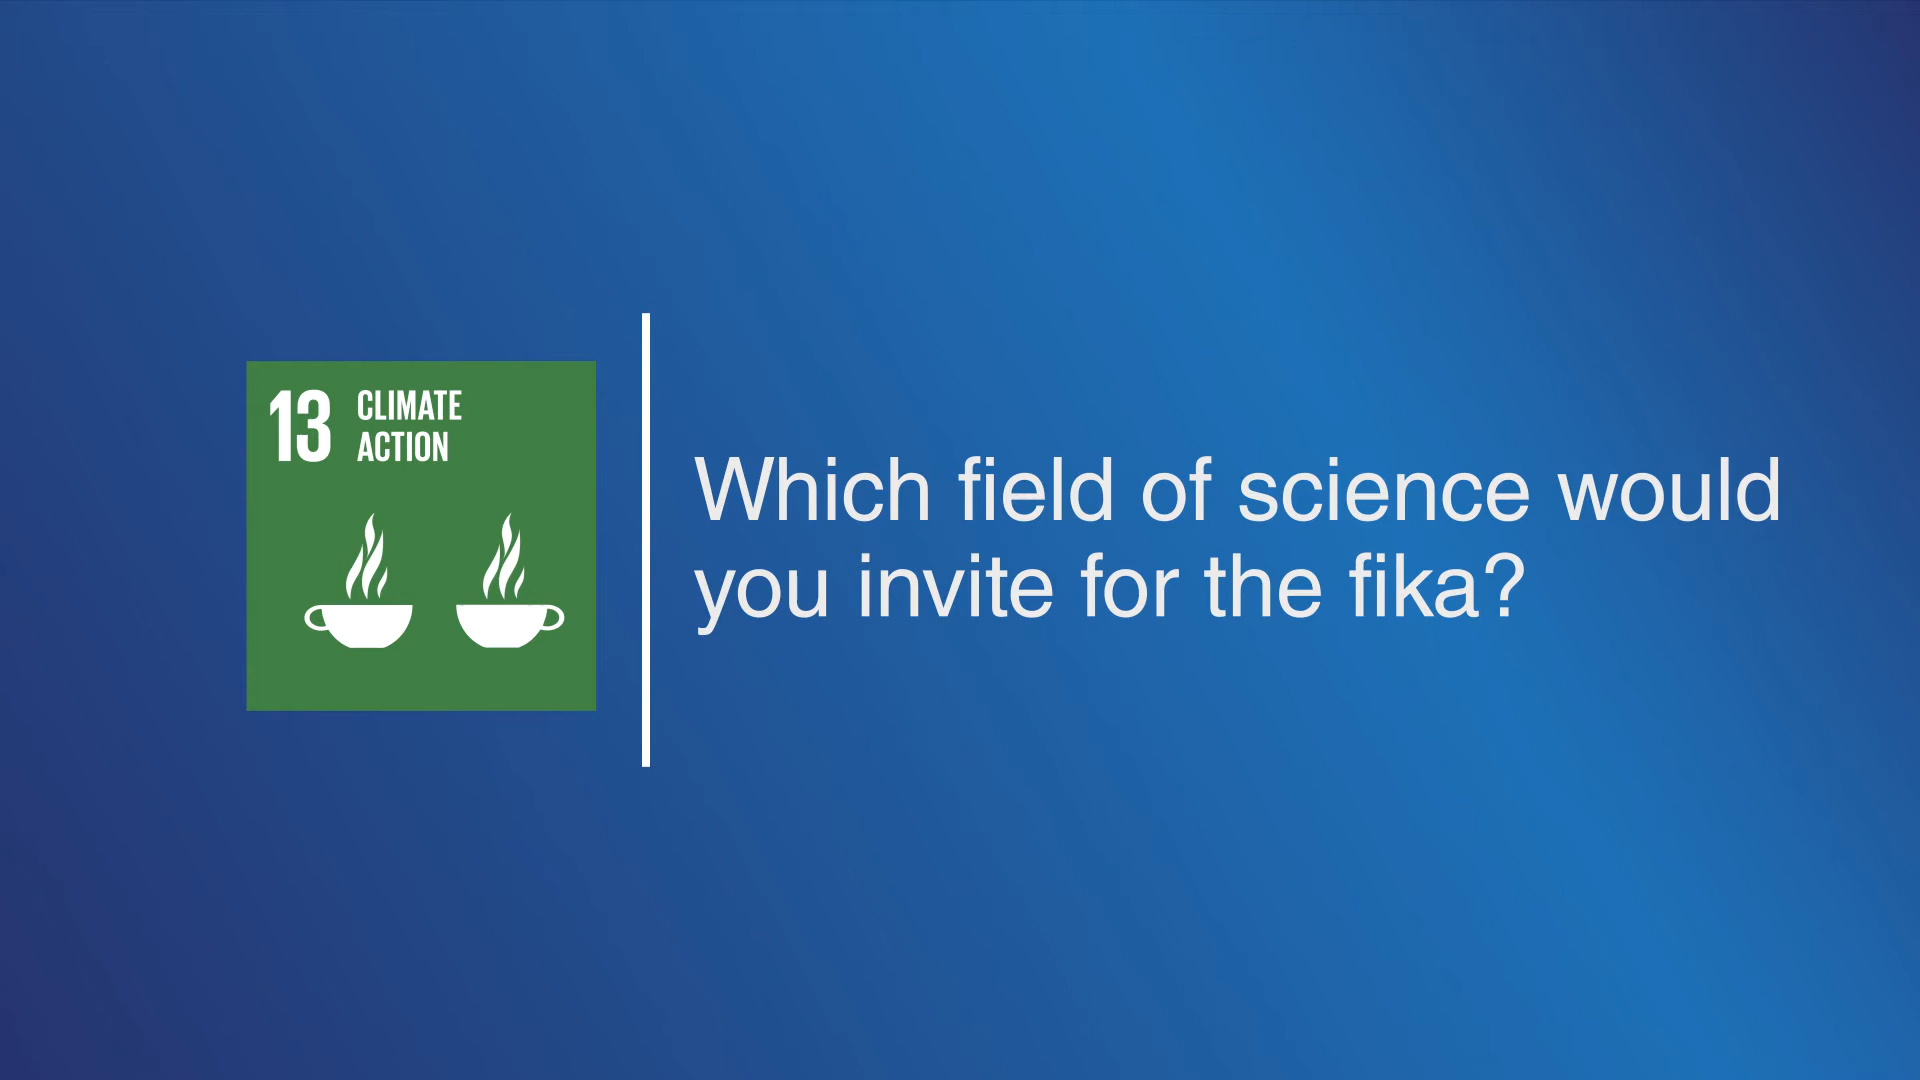 13 CLIMATE
ACTION
Which field of science would
you invite for the fika?